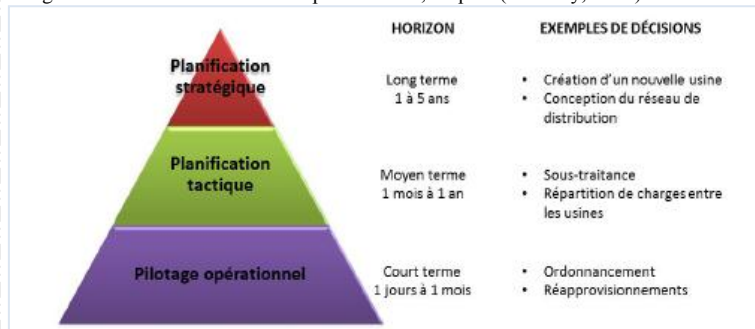 HORIZON
EXEMPLES DE DÉCISIONS
Planification
stratégique
Long terme
1 à 5 ans
• Création d'un nouvelle usine
• Conception du réseau de
distribution
Planification
tactique
Moyen terme
1 mois à 1 an
• Sous-traitance
• Répartition de charges entre
les usines
Pilotage opérationnel
Court terme
1 jours à 1 mois
• Ordonnancement
• Réapprovisionnements